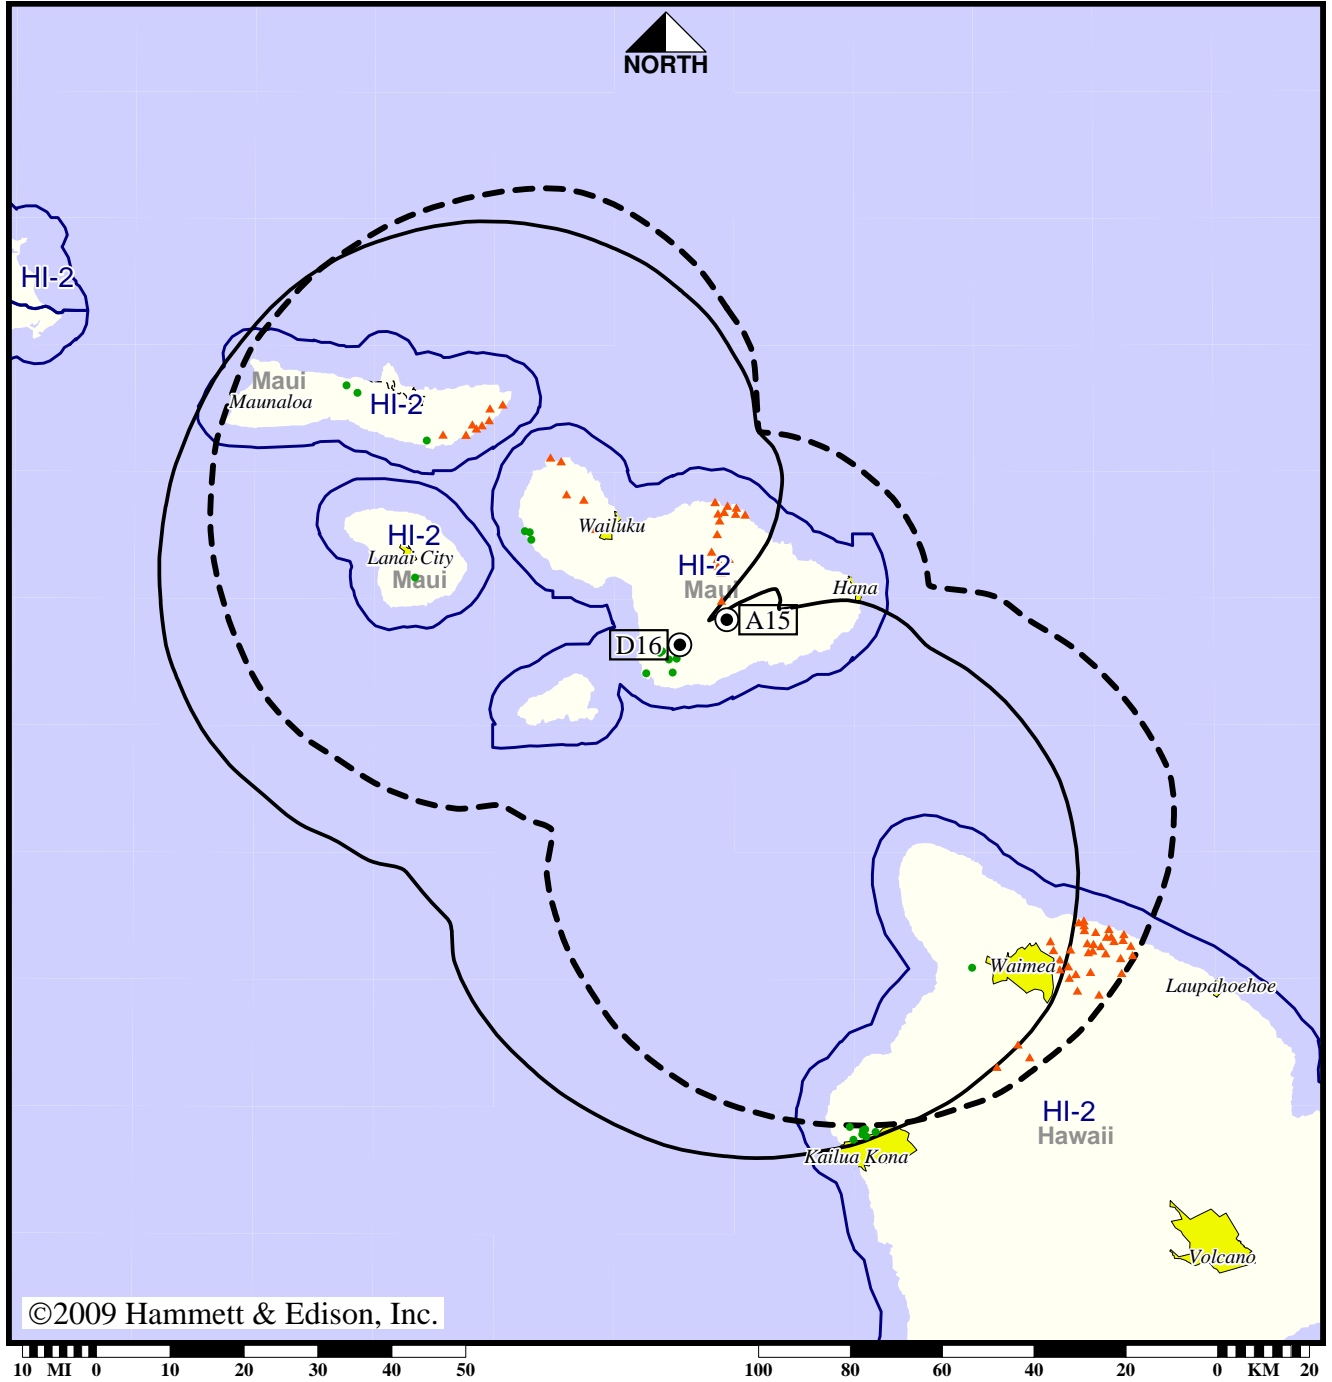 NORTH
HI-2
Maui
Maunaloa
HI-2
Wailuku
HI-2
Lanai City
Maui
HI-2
Maui
Hana
A15
D16
Waimea
Laupahoehoe
HI-2
Hawaii
Kailua Kona
Volcano
©2009 Hammett & Edison, Inc.
10 MI 0 10 20 30 40 50 100 80 60 40 20 0 KM 20